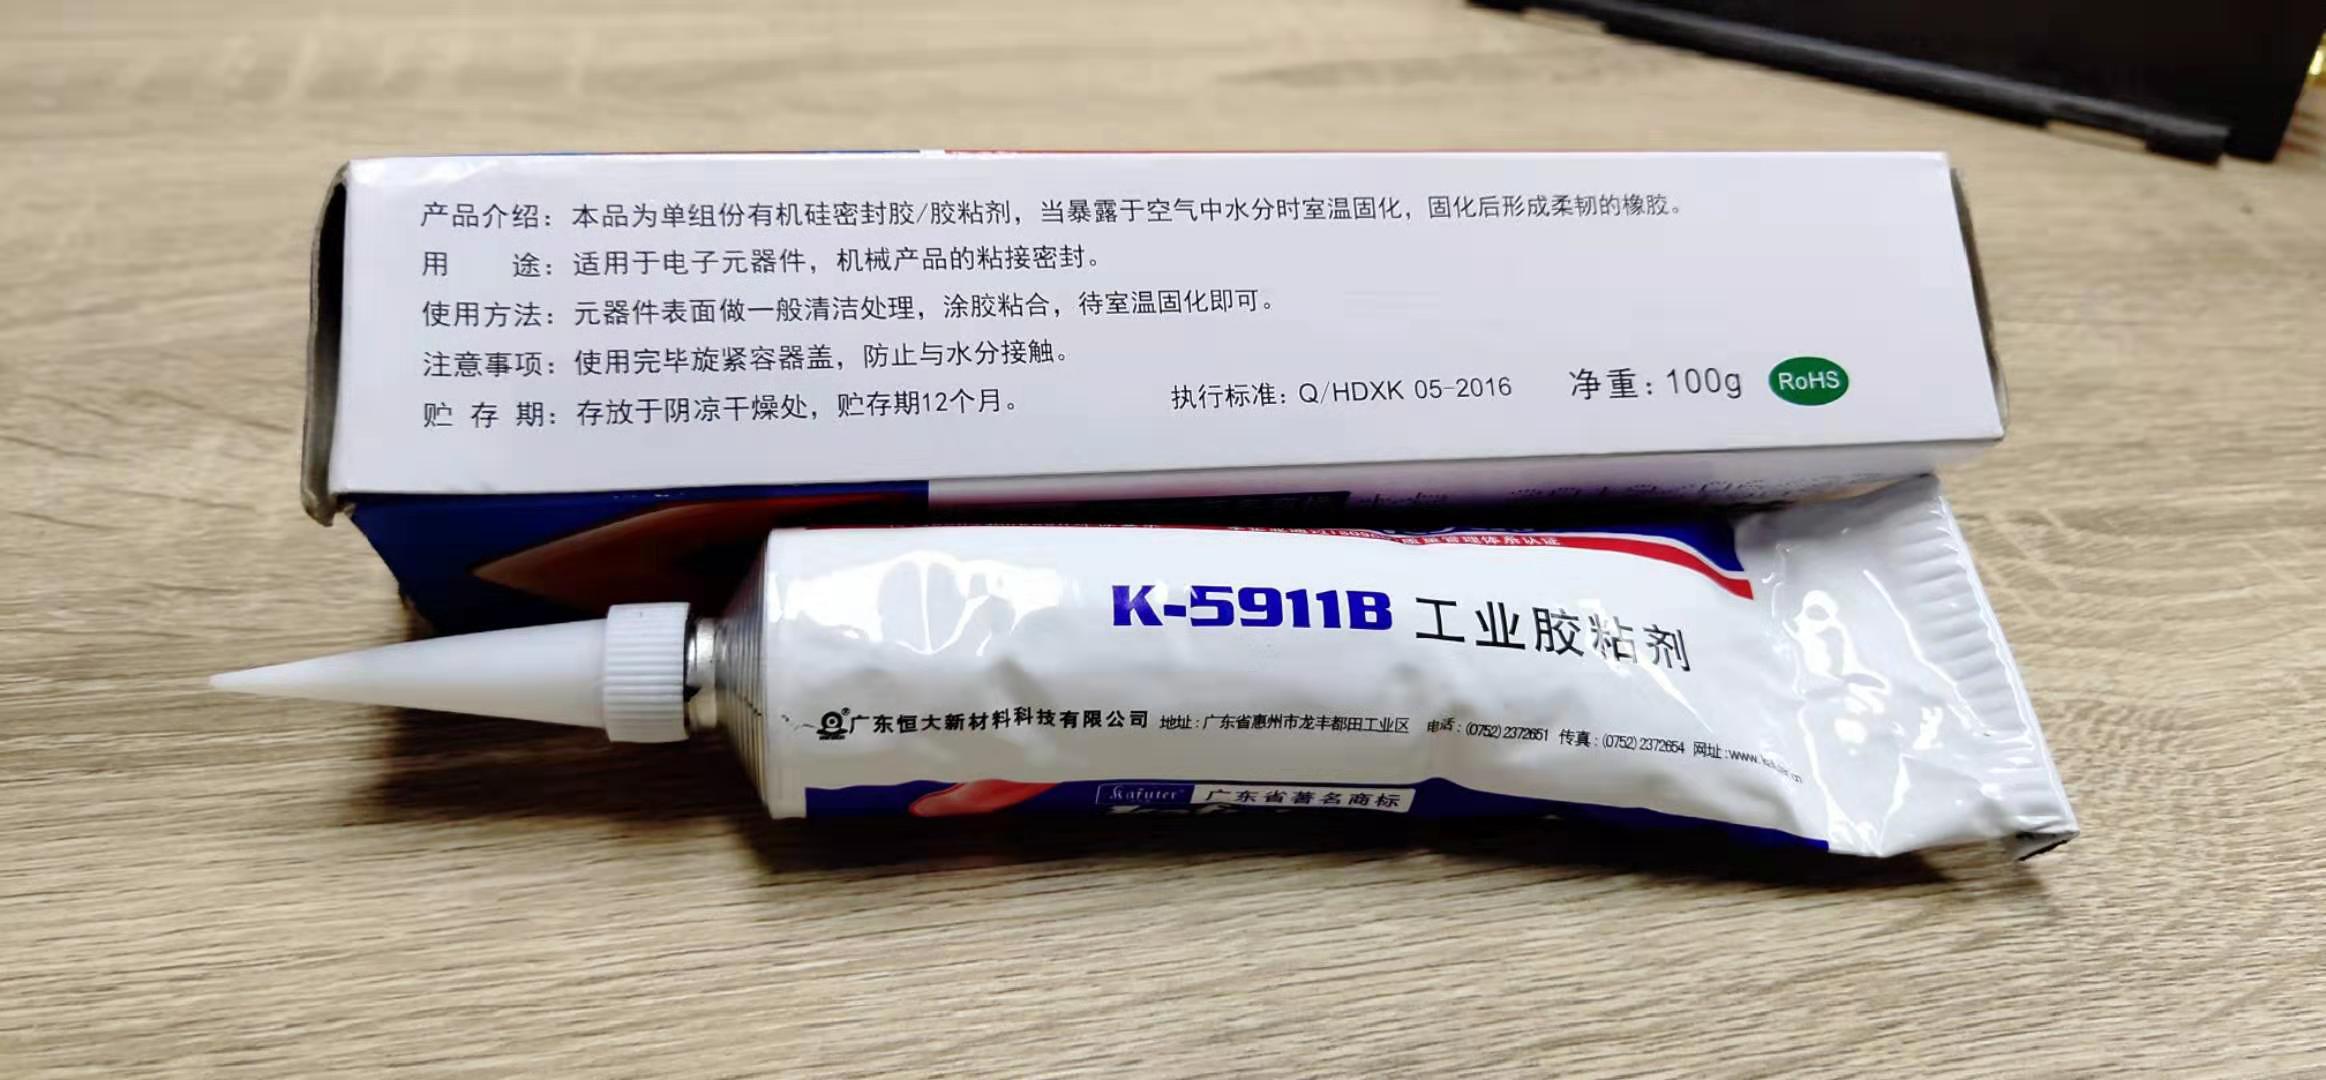 产品介绍：本品为单组份有机硅密封胶/胶粘剂，当暴露于空气中水分时室温固化，固化后形成柔韧的橡胶。
用 途：适用于电子元器件，机械产品的粘接密封。
使用方法：元器件表面做一般清洁处理，涂胶粘合，待室温固化即可。
注意事项：使用完毕旋紧容器盖，防止与水分接触。
贮 存 期：存放于阴凉干燥处，贮存期12个月。
执行标准：Q/HDXK 05-2016
净重：100g
RoHS
质量管理体系认证
K-5911B 工业胶粘剂
广东恒大新材料科技有限公司 地址：广东省惠州市龙丰都田工业区 电话：(0752) 2372651 传真：(0752) 2372654 网址：www.
Kafuter 广东省著名商标